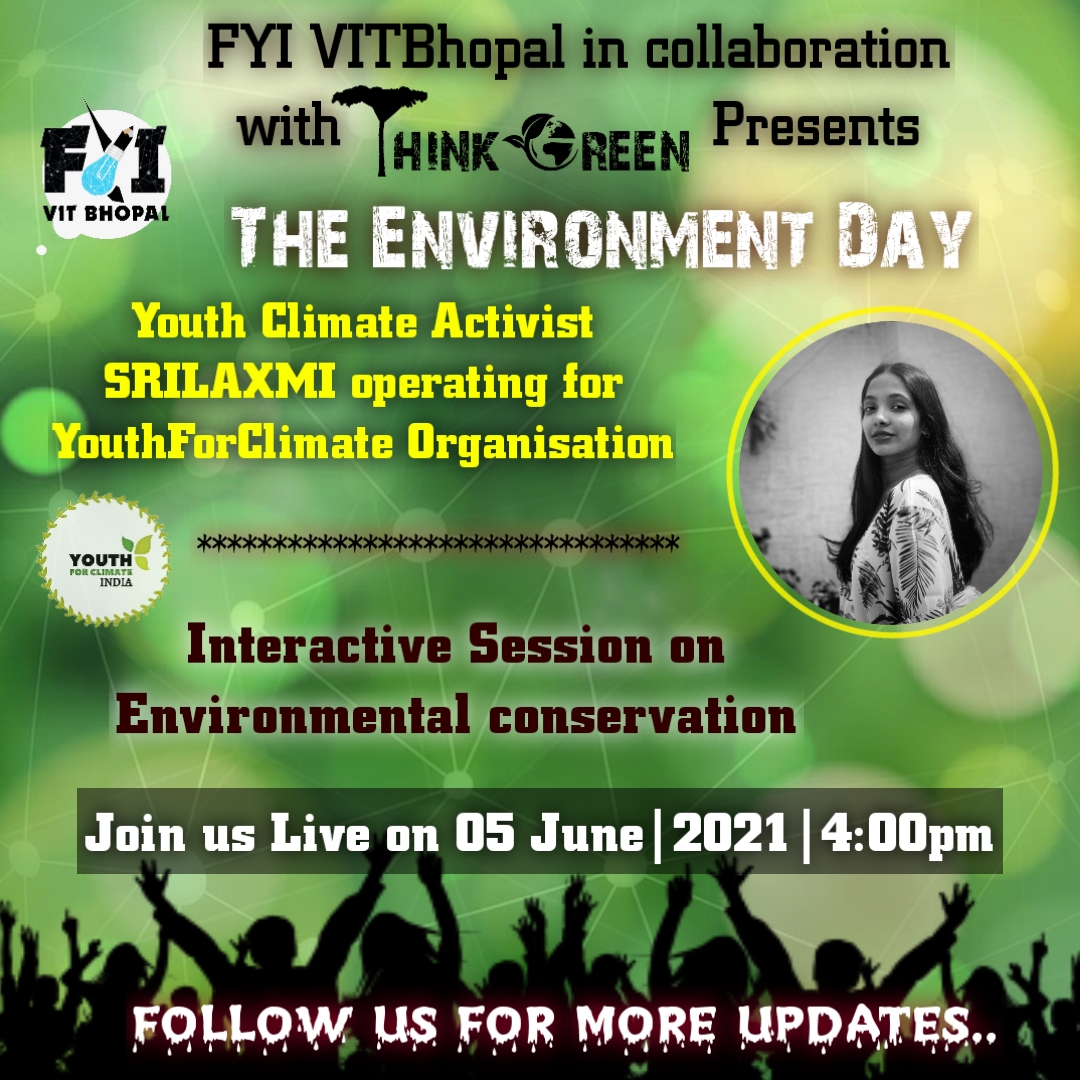 FYI VITBhopal in collaboration
with THINK GREEN Presents
FYI
VIT BHOPAL
THE ENVIRONMENT DAY
Youth Climate Activist
SRILAXMI operating for
YouthForClimate Organisation
YOUTH
FOR CLIMATE
INDIA
********************************
Interactive Session on
Environmental conservation
Join us Live on 05 June|2021|4:00pm
FOLLOW US FOR MORE UPDATES..